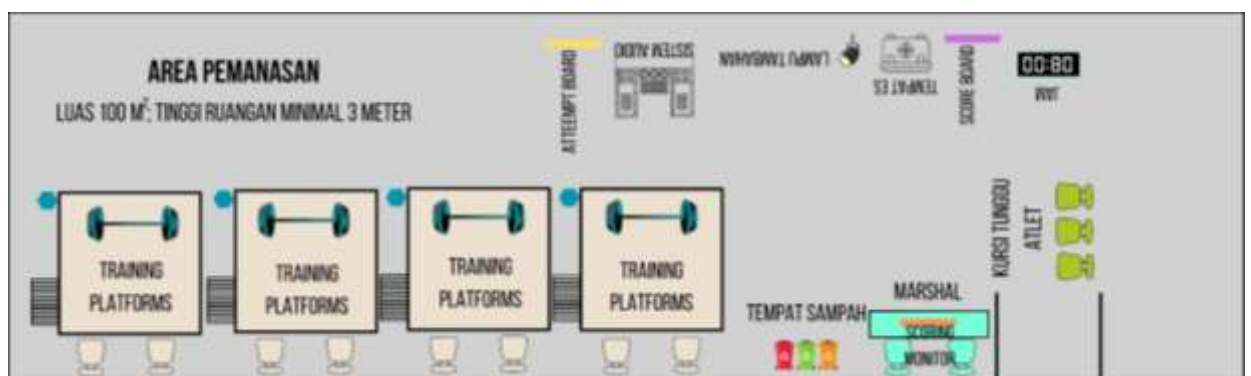 AREA PEMANASAN
LUAS 100 M²; TINGGI RUANGAN MINIMAL 3 METER
ATTEEMPT BOARD
SISTEM AUDIO
LAMPU TAMBAHAN
TEMPAT ES
SCORE BOARD
00:80
JAM
TRAINING
PLATFORMS
TRAINING
PLATFORMS
TRAINING
PLATFORMS
TRAINING
PLATFORMS
KURSI TUNGGU
ATLET
TEMPAT SAMPAH
MARSHAL
SCORING
MONITOR